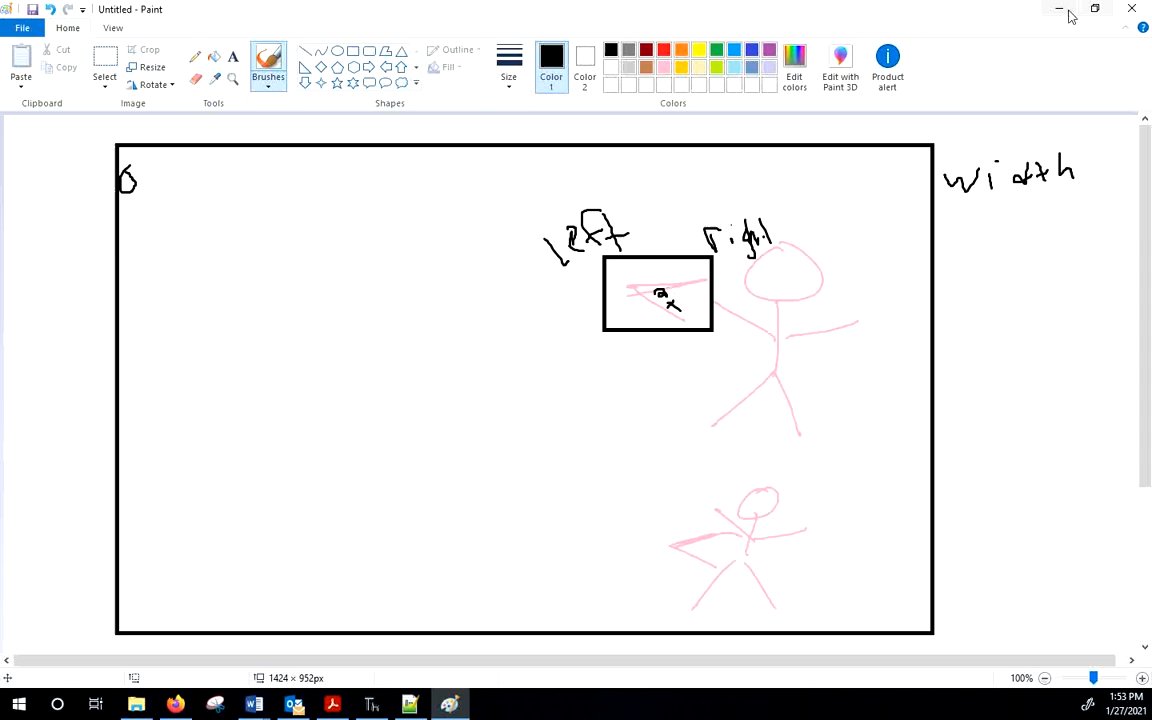 Untitled - Paint
File Home View
Paste Cut Copy Select Crop Resize Rotate A Brushes Outline Fill Size Color 1 Color 2 Edit colors Edit with Paint 3D Product alert
Clipboard Image Tools Shapes Colors
0 width
left right
ax
1424 × 952px 100%
Th 1:53 PM
1/27/2021